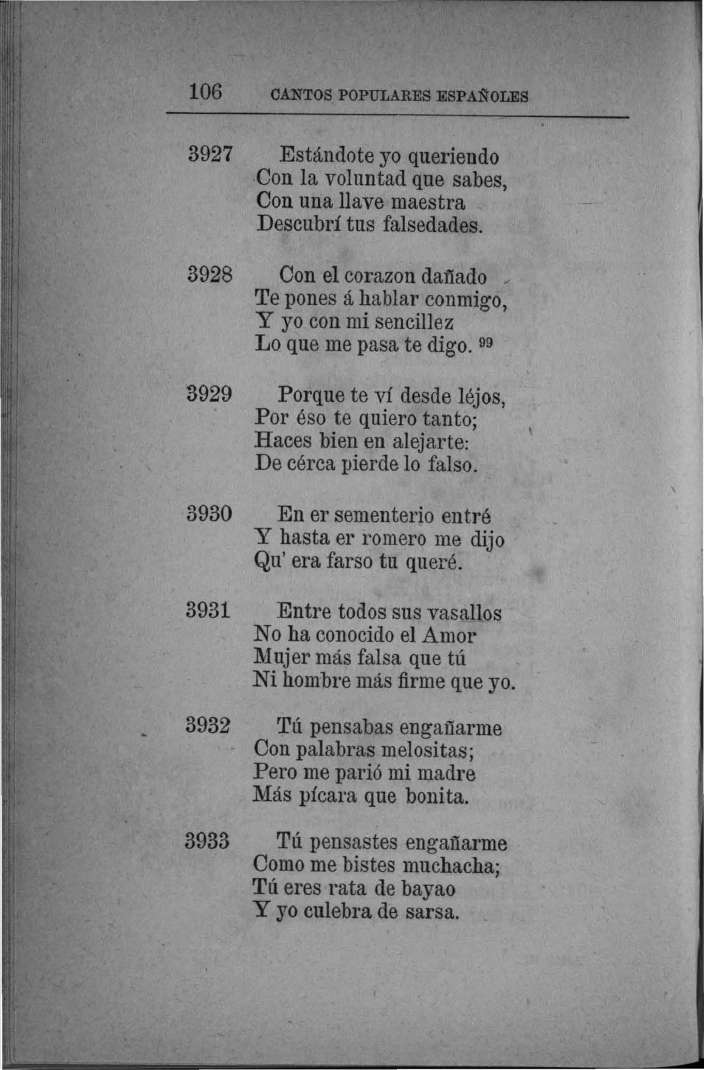 106 CANTOS POPULARES ESPAÑOLES
3927 Estándote yo queriendo
Con la voluntad que sabes,
Con una llave maestra
Descubrí tus falsedades.
3928 Con el corazon dañado
Te pones á hablar conmigo,
Y yo con mi sencillez
Lo que me pasa te digo. 99
3929 Porque te ví desde léjos,
Por éso te quiero tanto;
Haces bien en alejarte:
De cérca pierde lo falso.
3930 En er sementerio entré
Y hasta er romero me dijo
Qu' era farso tu queré.
3931 Entre todos sus vasallos
No ha conocido el Amor
Mujer más falsa que tú
Ni hombre más firme que yo.
3932 Tú pensabas engañarme
Con palabras melositas;
Pero me parió mi madre
Más pícara que bonita.
3933 Tú pensastes engañarme
Como me bistes muchacha;
Tú eres rata de bayao
Y yo culebra de sarsa.